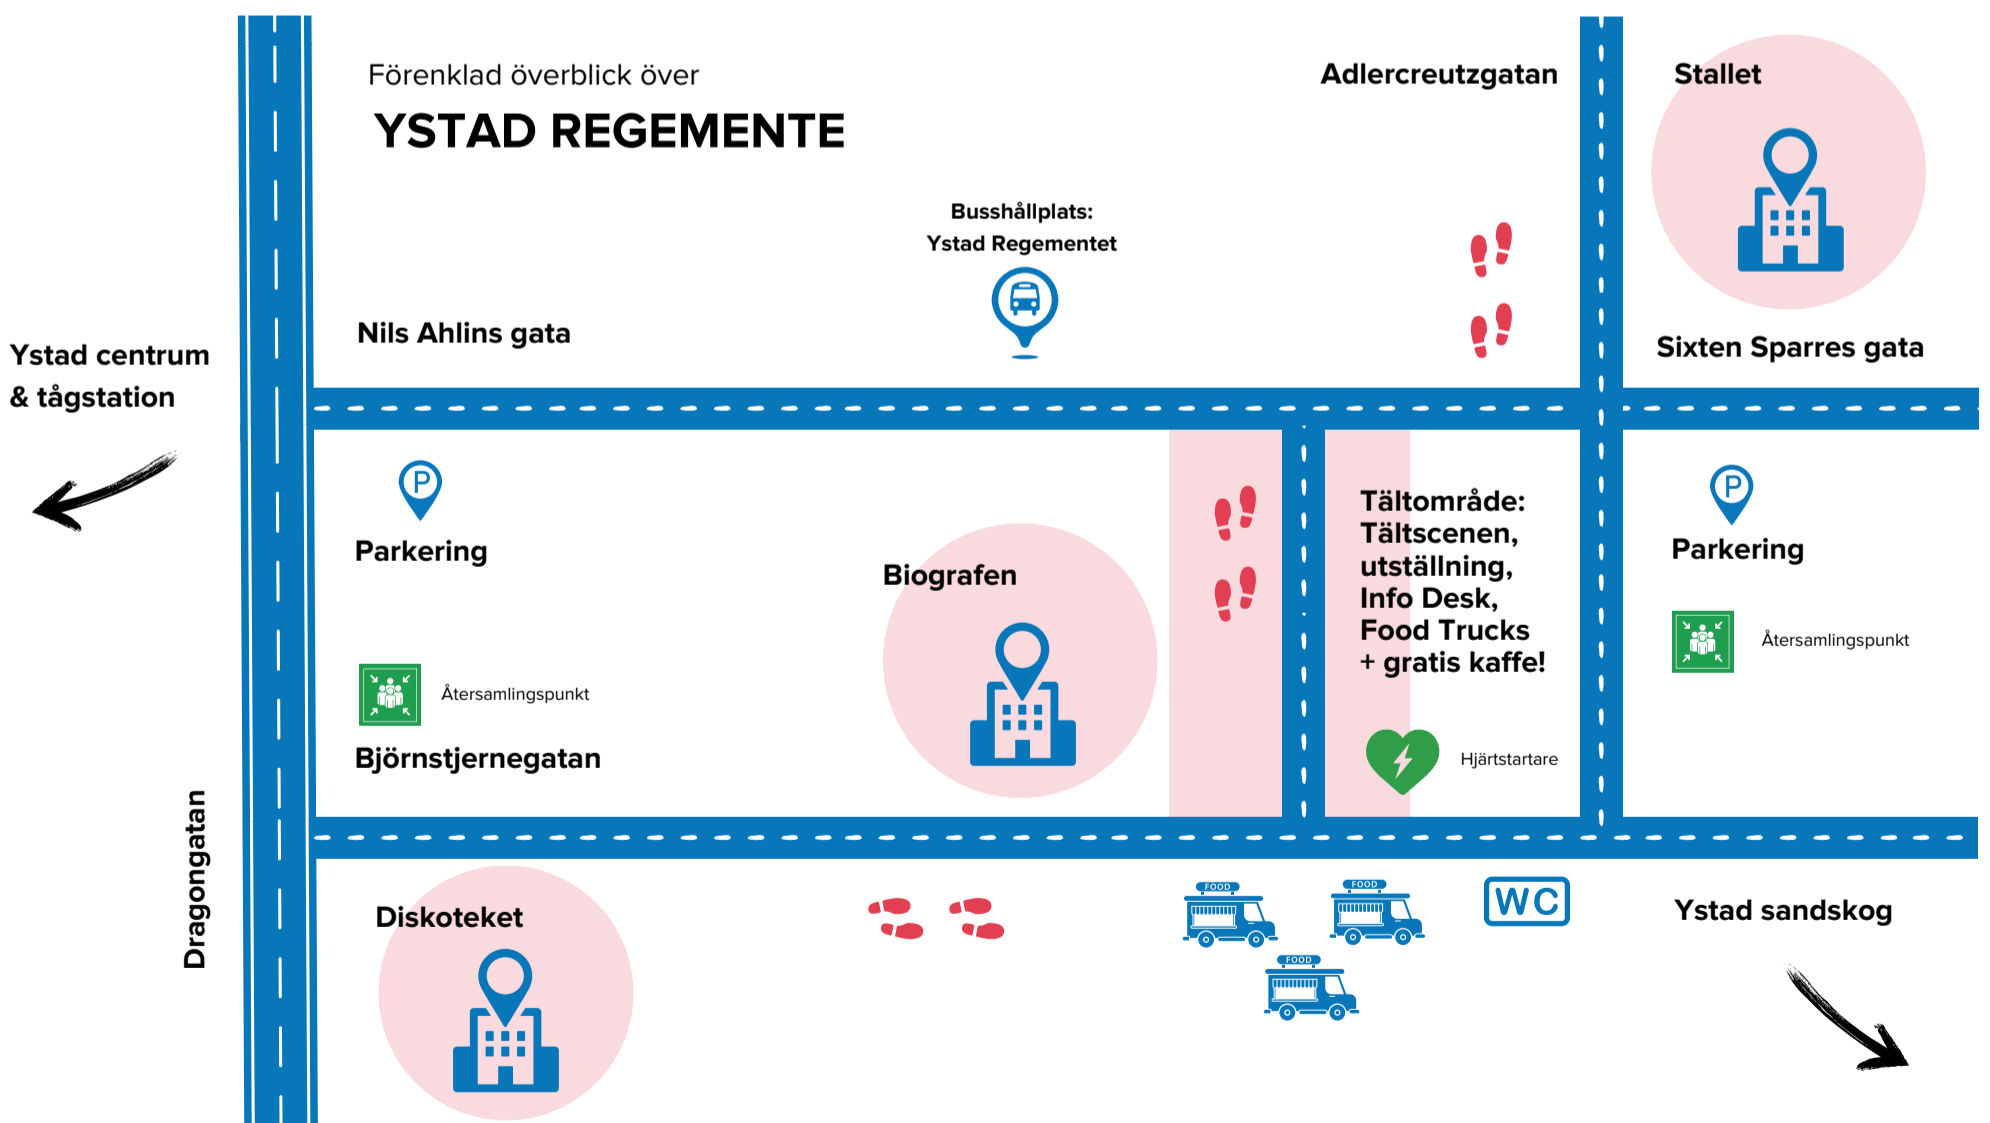 Förenklad överblick över
YSTAD REGEMENTE
Adlercreutzgatan
Stallet
Busshållplats:
Ystad Regementet
Nils Ahlins gata
Sixten Sparres gata
Ystad centrum
& tågstation
P
Parkering
Biografen
Tältområde:
Tältscenen,
utställning,
Info Desk,
Food Trucks
+ gratis kaffe!
P
Parkering
Återsamlingspunkt
Återsamlingspunkt
Björnstjernegatan
Hjärtstartare
Dragongatan
Diskoteket
FOOD
FOOD
FOOD
WC
Ystad sandskog